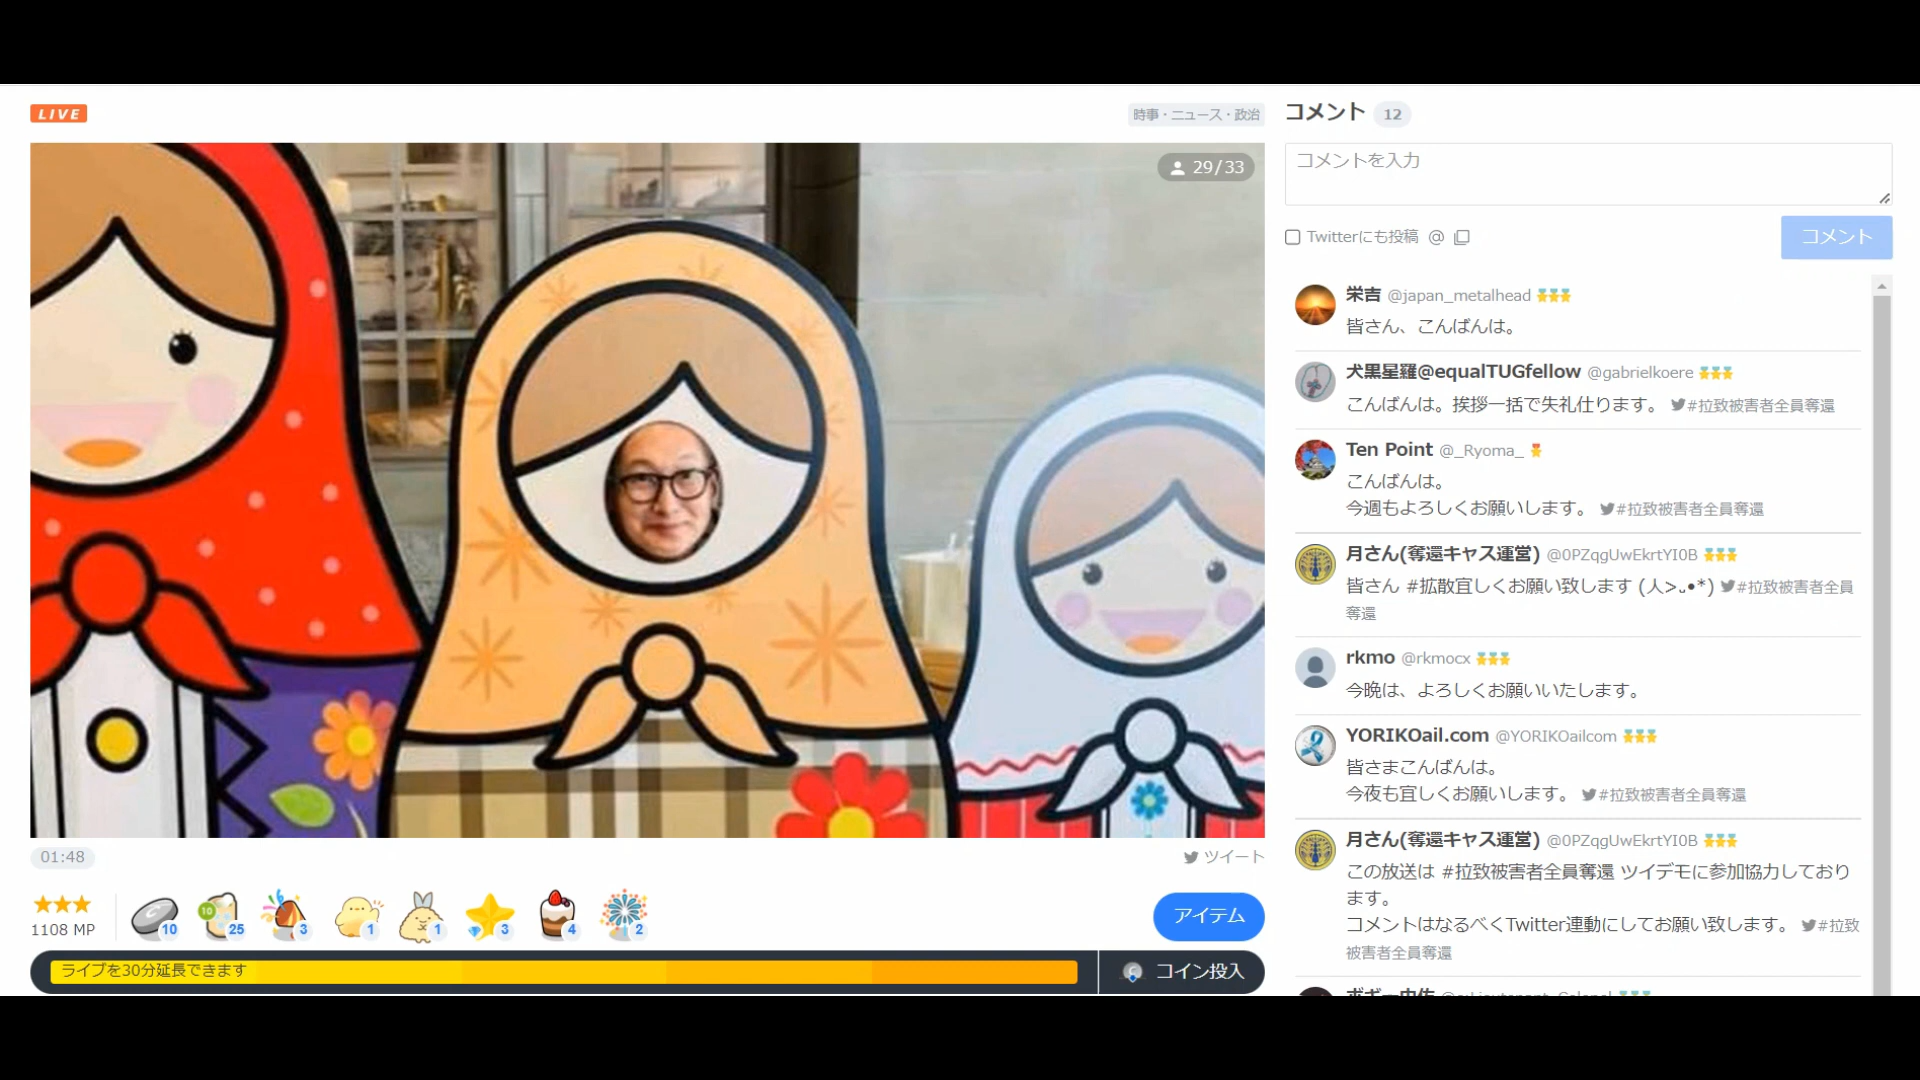 LIVE
時事・ニュース・政治
29/33
01:48
ツイート
1108 MP
10
10
25
3
1
1
3
4
2
アイテム
ライブを30分延長できます
コイン投入
コメント 12
コメントを入力
Twitterにも投稿 @
コメント
栄吉 @japan_metalhead
皆さん、こんばんは。
犬黒星羅@equalTUGfellow @gabrielkoere
こんばんは。挨拶一括で失礼仕ります。 #拉致被害者全員奪還
Ten Point @_Ryoma_
こんばんは。
今週もよろしくお願いします。 #拉致被害者全員奪還
月さん(奪還キャス運営) @0PZqgUwEkrtYI0B
皆さん #拡散宜しくお願い致します (人>ᴗ•*) #拉致被害者全員
奪還
rkmo @rkmocx
今晩は、よろしくお願いいたします。
YORIKOail.com @YORIKOailcom
皆さまこんばんは。
今夜も宜しくお願いします。 #拉致被害者全員奪還
月さん(奪還キャス運営) @0PZqgUwEkrtYI0B
この放送は #拉致被害者全員奪還 ツイデモに参加協力しており
ます。
コメントはなるべくTwitter連動にしてお願い致します。 #拉致
被害者全員奪還